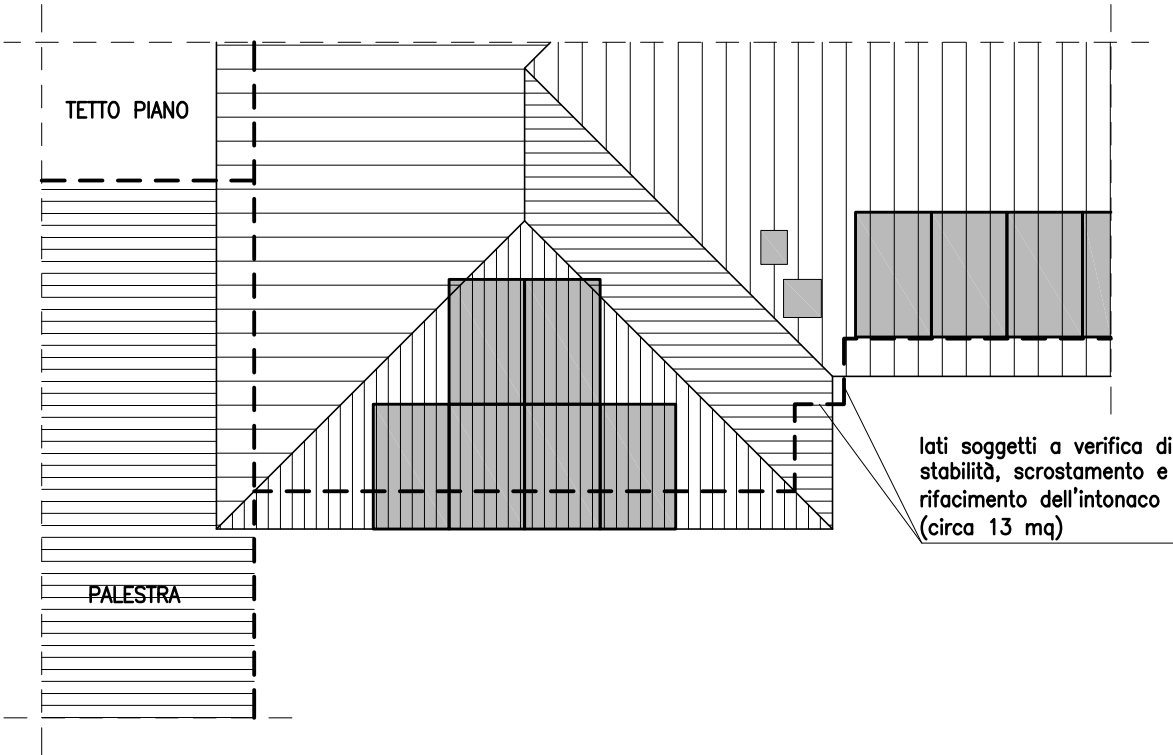 TETTO PIANO
lati soggetti a verifica di
stabilità, scrostamento e
rifacimento dell'intonaco
(circa 13 mq)
PALESTRA